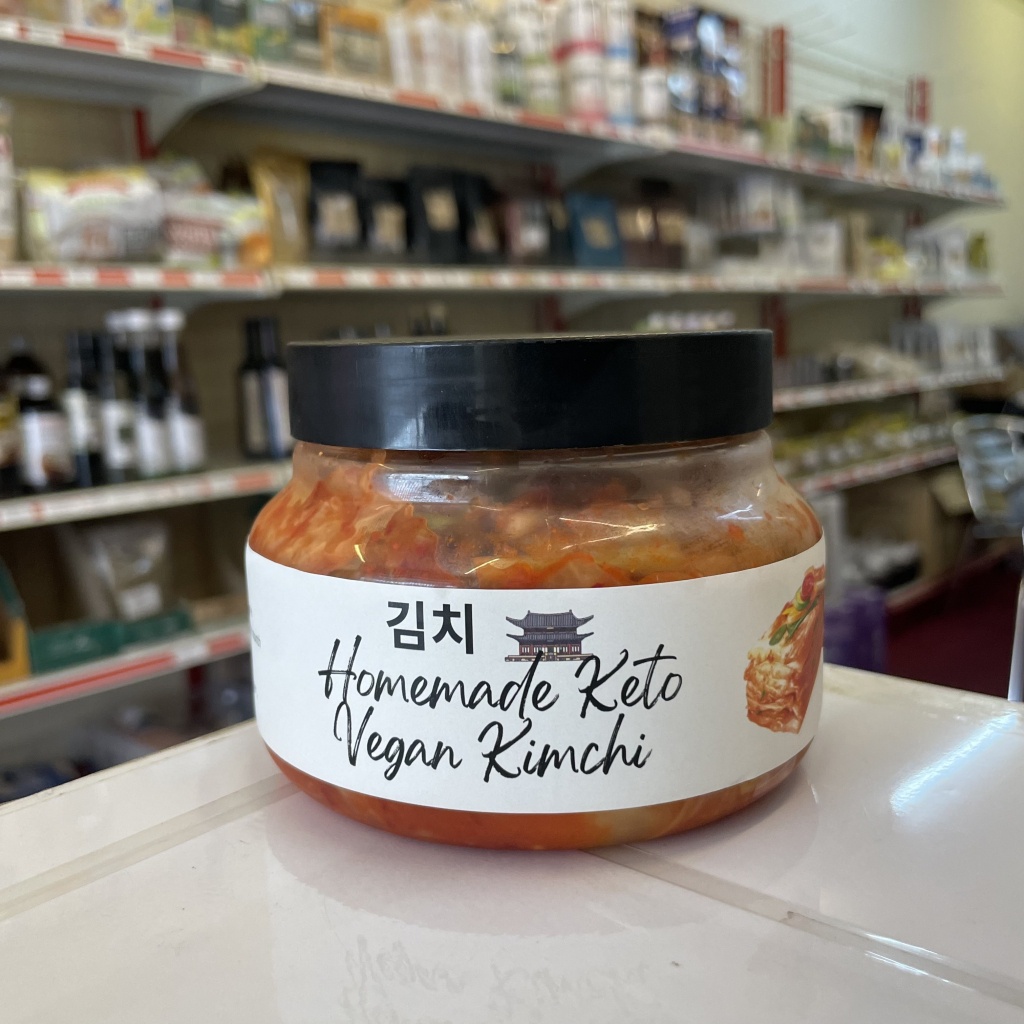 김치
Homemade Keto
Vegan Kimchi